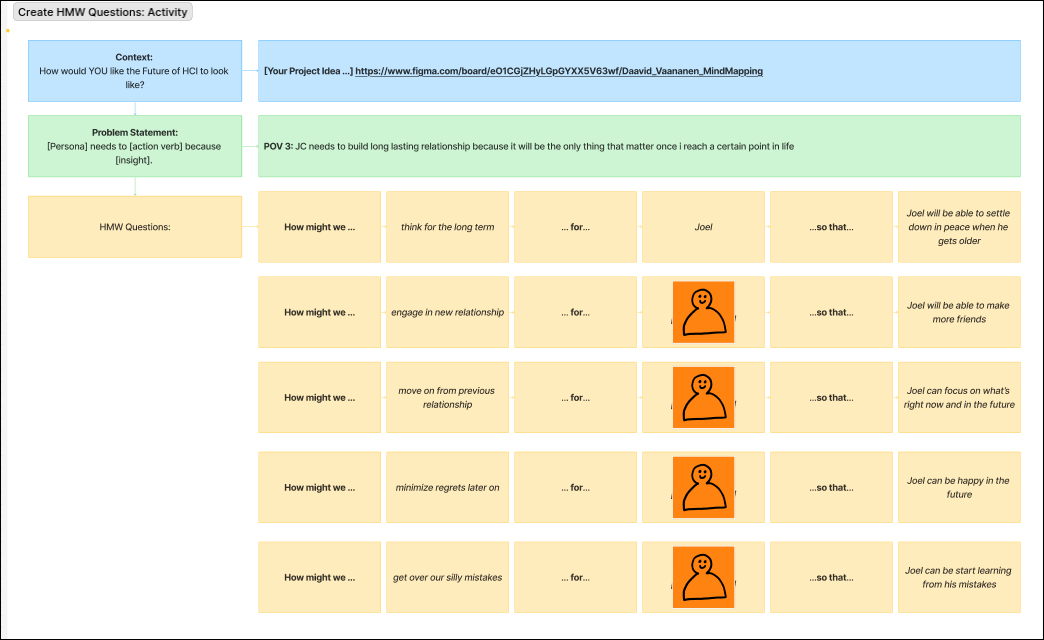 Create HMW Questions: Activity
Context:
How would YOU like the Future of HCI to look
like?
[Your Project Idea ...] https://www.figma.com/board/eO1CGjZHyLGpGYXX5V63wf/Daavid_Vaananen_MindMapping
Problem Statement:
[Persona] needs to [action verb] because
[insight].
POV 3: JC needs to build long lasting relationship because it will be the only thing that matter once i reach a certain point in life
HMW Questions:
How might we ...
think for the long term
... for...
Joel
...so that...
Joel will be able to settle
down in peace when he
gets older
How might we ...
engage in new relationship
... for...
...so that...
Joel will be able to make
more friends
How might we ...
move on from previous
relationship
... for...
...so that...
Joel can focus on what's
right now and in the future
How might we ...
minimize regrets later on
... for...
...so that...
Joel can be happy in the
future
How might we ...
get over our silly mistakes
... for...
...so that...
Joel can be start learning
from his mistakes